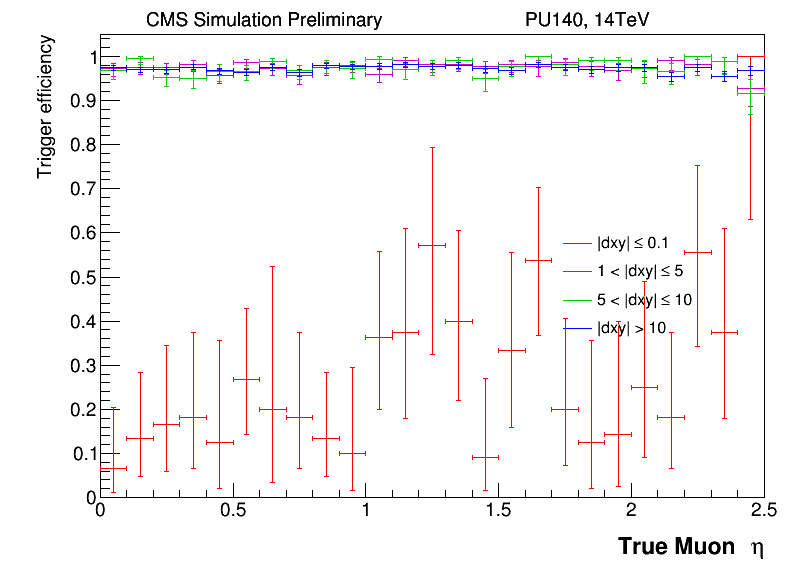 CMS Simulation Preliminary
PU140, 14TeV
Trigger efficiency
1
0.9
0.8
0.7
0.6
0.5
0.4
0.3
0.2
0.1
0
|dxy| ≤ 0.1
1 < |dxy| ≤ 5
5 < |dxy| ≤ 10
|dxy| > 10
0
0.5
1
1.5
2
2.5
True Muon η